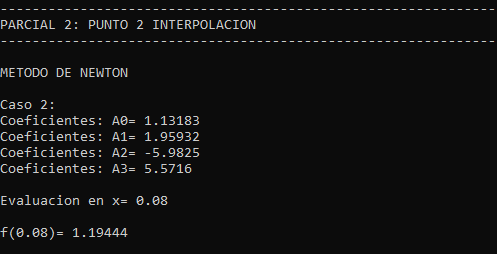 PARCIAL 2: PUNTO 2 INTERPOLACION
METODO DE NEWTON
Caso 2:
Coeficientes: A0= 1.13183
Coeficientes: A1= 1.95932
Coeficientes: A2= -5.9825
Coeficientes: A3= 5.5716
Evaluacion en x= 0.08
f(0.08)= 1.19444